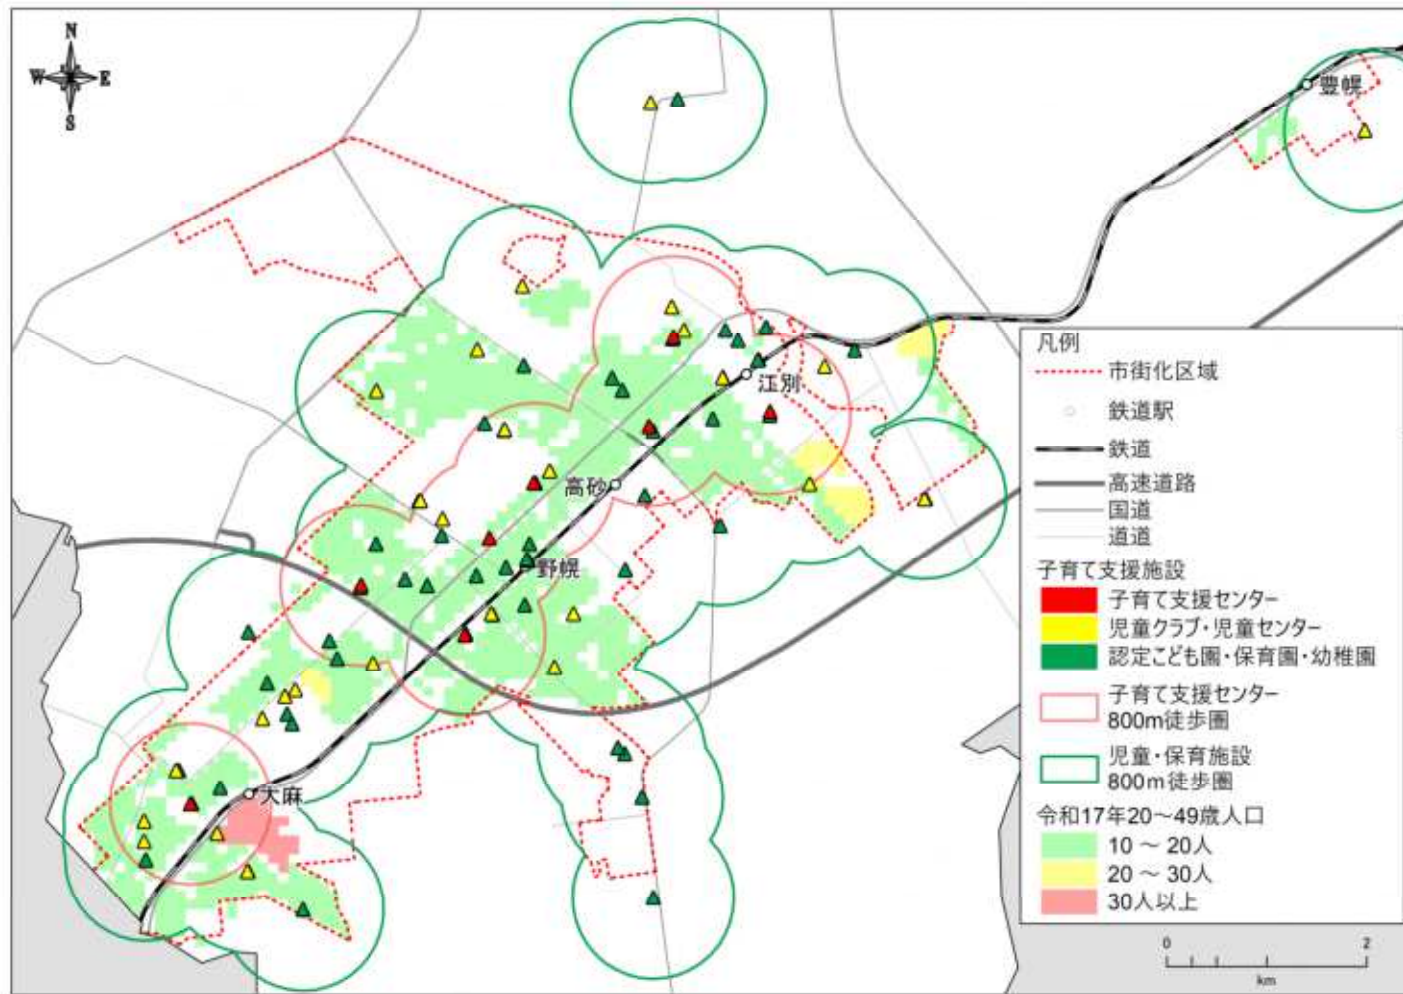 N
W E
S
豊幌
江別
高砂
野幌
大麻
凡例
市街化区域
鉄道駅
鉄道
高速道路
国道
道道
子育て支援施設
子育て支援センター
児童クラブ・児童センター
認定こども園・保育園・幼稚園
子育て支援センター
800m徒歩圏
児童・保育施設
800m徒歩圏
令和17年20～49歳人口
10 ～ 20人
20 ～ 30人
30人以上
0 2
km